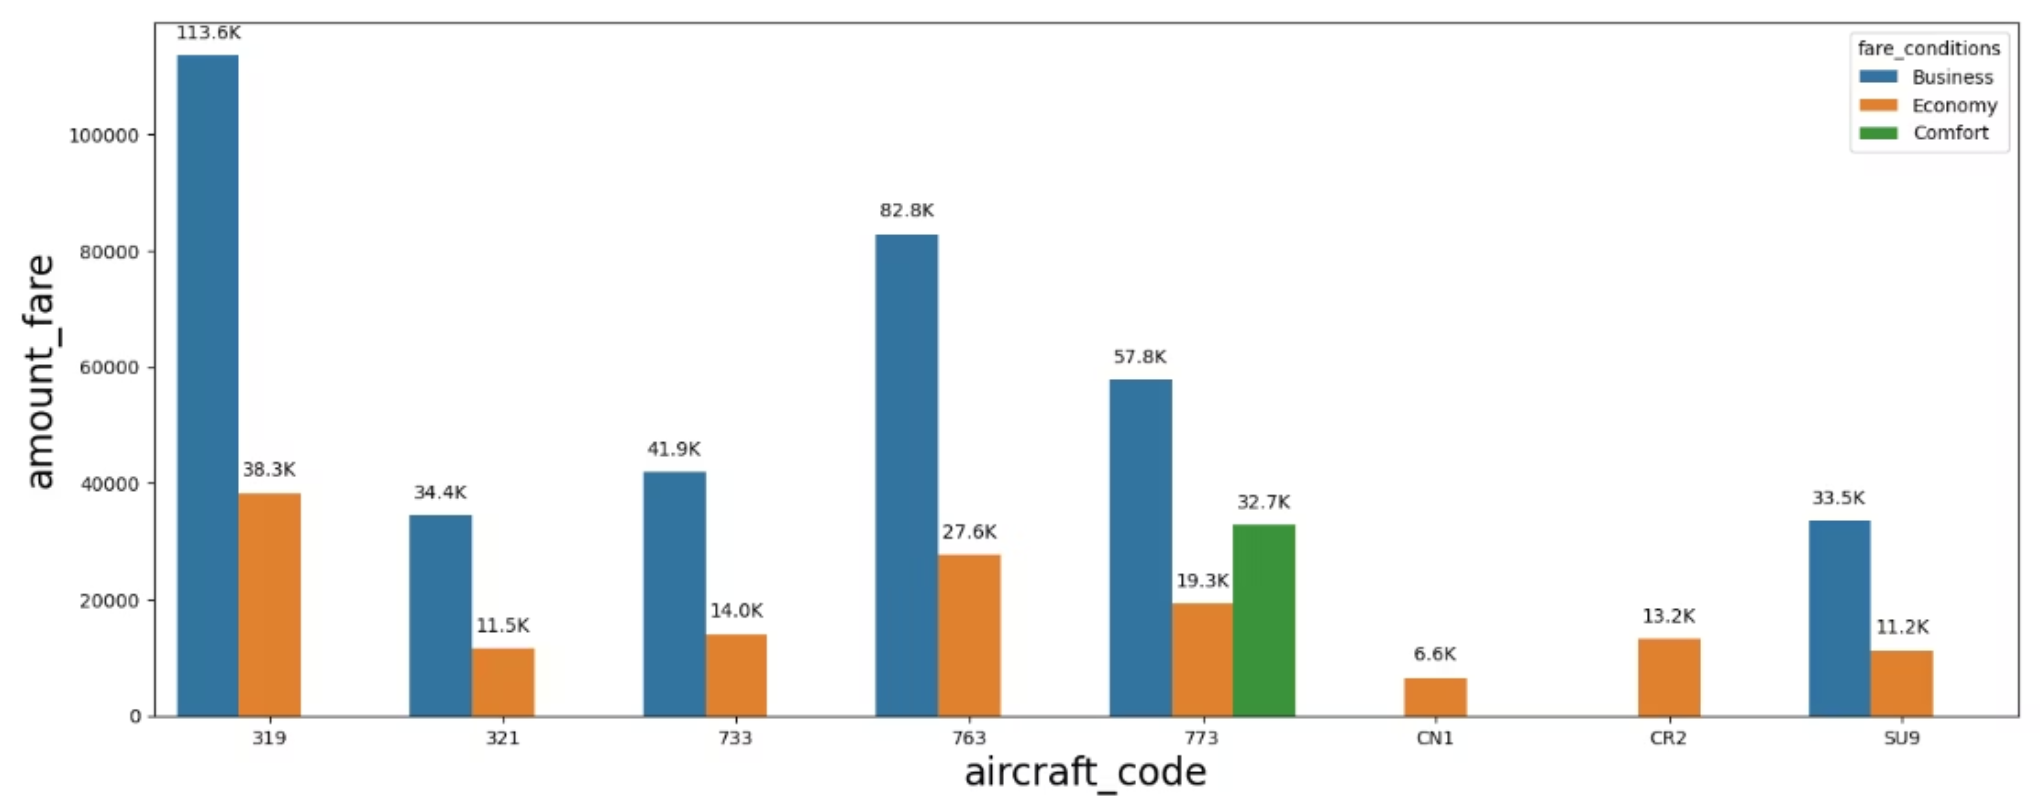 113.6K
fare_conditions
Business
Economy
Comfort
100000
82.8K
80000
amount_fare
60000
57.8K
41.9K
38.3K
40000
34.4K
32.7K
33.5K
27.6K
19.3K
20000
14.0K
11.5K
13.2K
11.2K
6.6K
0
319 321 733 763 773 CN1 CR2 SU9
aircraft_code